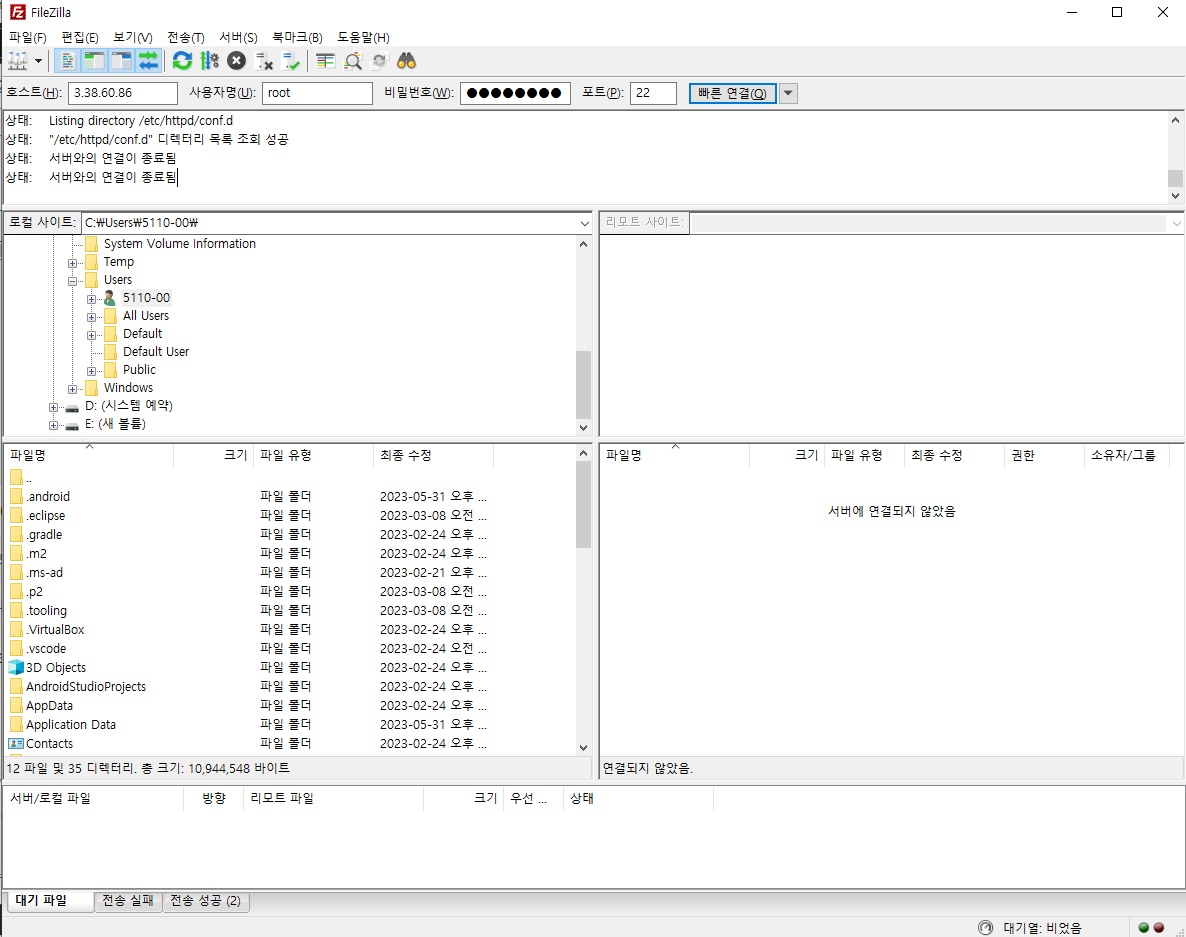 FileZilla
파일(F) 편집(E) 보기(V) 전송(T) 서버(S) 북마크(B) 도움말(H)
호스트(H): 3.38.60.86 사용자명(U): root 비밀번호(W): ●●●●●●●● 포트(P): 22 빠른 연결(Q)
상태: Listing directory /etc/httpd/conf.d
상태: "/etc/httpd/conf.d" 디렉터리 목록 조회 성공
상태: 서버와의 연결이 종료됨
상태: 서버와의 연결이 종료됨
로컬 사이트: C:₩Users₩5110-00₩
리모트 사이트:
System Volume Information
Temp
Users
5110-00
All Users
Default
Default User
Public
Windows
D: (시스템 예약)
E: (새 볼륨)
파일명 크기 파일 유형 최종 수정
..
.android 파일 폴더 2023-05-31 오후 ...
.eclipse 파일 폴더 2023-03-08 오전 ...
.gradle 파일 폴더 2023-02-24 오후 ...
.m2 파일 폴더 2023-02-24 오후 ...
.ms-ad 파일 폴더 2023-02-21 오후 ...
.p2 파일 폴더 2023-03-08 오전 ...
.tooling 파일 폴더 2023-03-08 오전 ...
.VirtualBox 파일 폴더 2023-02-24 오후 ...
.vscode 파일 폴더 2023-02-24 오전 ...
3D Objects 파일 폴더 2023-02-24 오후 ...
AndroidStudioProjects 파일 폴더 2023-02-24 오후 ...
AppData 파일 폴더 2023-02-24 오후 ...
Application Data 파일 폴더 2023-05-31 오후 ...
Contacts 파일 폴더 2023-02-24 오후 ...
12 파일 및 35 디렉터리. 총 크기: 10,944,548 바이트
파일명 크기 파일 유형 최종 수정 권한 소유자/그룹
서버에 연결되지 않았음
연결되지 않았음.
서버/로컬 파일 방향 리모트 파일 크기 우선 ... 상태
대기 파일 전송 실패 전송 성공 (2)
대기열: 비었음